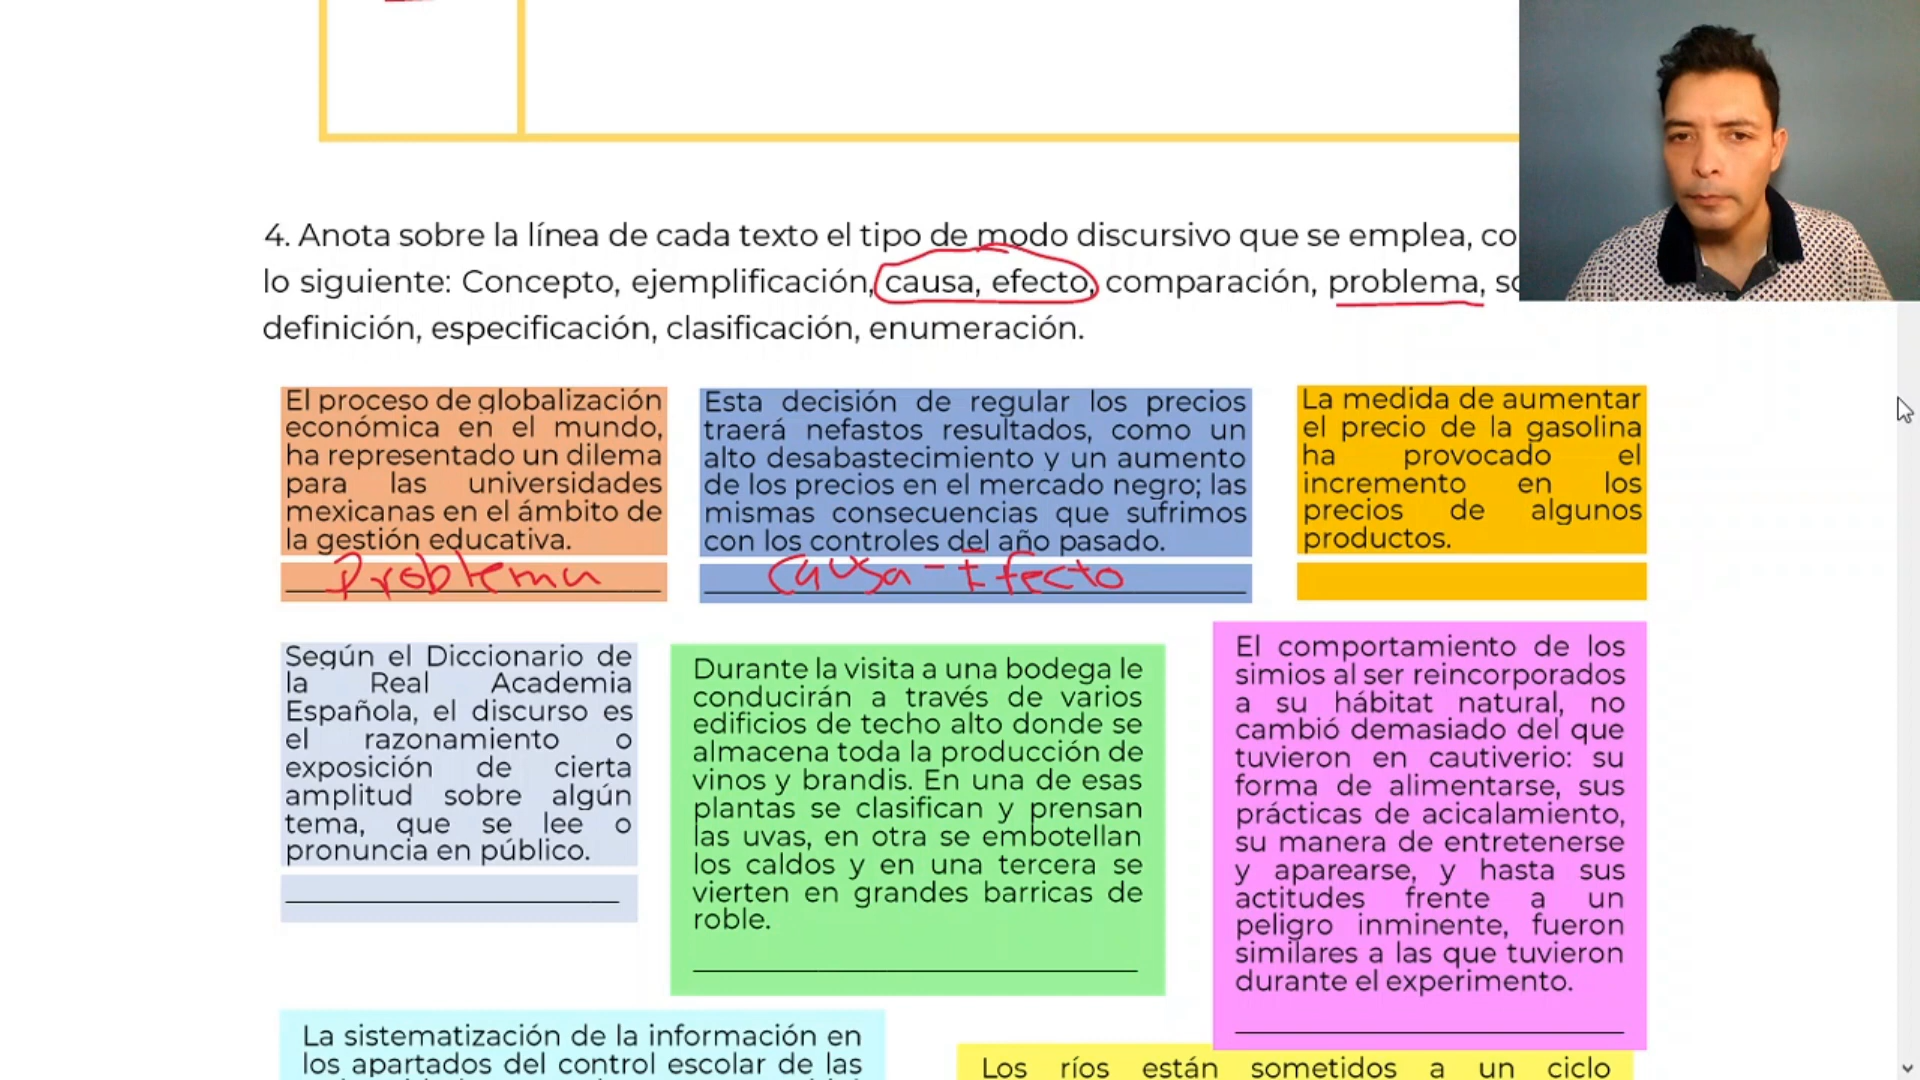 4. Anota sobre la línea de cada texto el tipo de modo discursivo que se emplea, co
lo siguiente: Concepto, ejemplificación, causa, efecto, comparación, problema, so
definición, especificación, clasificación, enumeración.
El proceso de globalización
económica en el mundo,
ha representado un dilema
para las universidades
mexicanas en el ámbito de
la gestión educativa.
Problema
Esta decisión de regular los precios
traerá nefastos resultados, como un
alto desabastecimiento y un aumento
de los precios en el mercado negro; las
mismas consecuencias que sufrimos
con los controles del año pasado.
Causa - Efecto
La medida de aumentar
el precio de la gasolina
ha provocado el
incremento en los
precios de algunos
productos.
Según el Diccionario de
la Real Academia
Española, el discurso es
el razonamiento o
exposición de cierta
amplitud sobre algún
tema, que se lee o
pronuncia en público.
Durante la visita a una bodega le
conducirán a través de varios
edificios de techo alto donde se
almacena toda la producción de
vinos y brandis. En una de esas
plantas se clasifican y prensan
las uvas, en otra se embotellan
los caldos y en una tercera se
vierten en grandes barricas de
roble.
El comportamiento de los
simios al ser reincorporados
a su hábitat natural, no
cambió demasiado del que
tuvieron en cautiverio: su
forma de alimentarse, sus
prácticas de acicalamiento,
su manera de entretenerse
y aparearse, y hasta sus
actitudes frente a un
peligro inminente, fueron
similares a las que tuvieron
durante el experimento.
La sistematización de la información en
los apartados del control escolar de las
Los ríos están sometidos a un ciclo